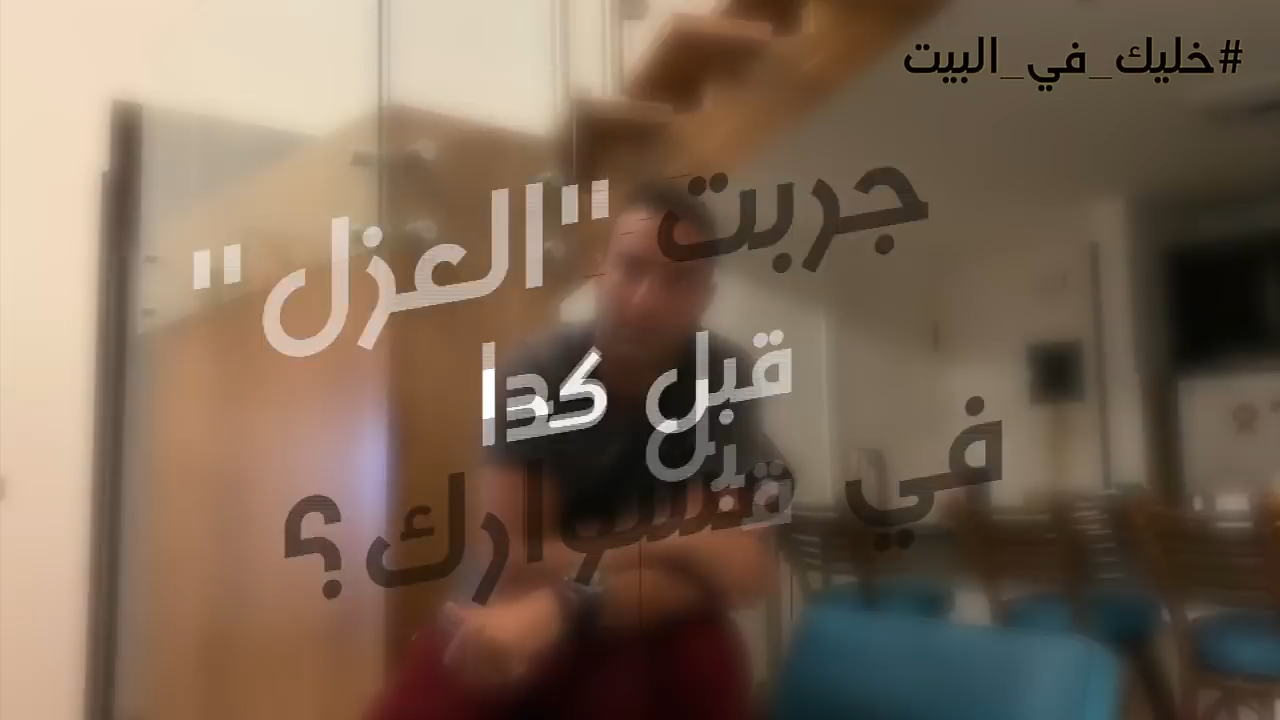 #خليك_في_البيت
جربت "العزل"
قبل كدا
في مشوارك؟